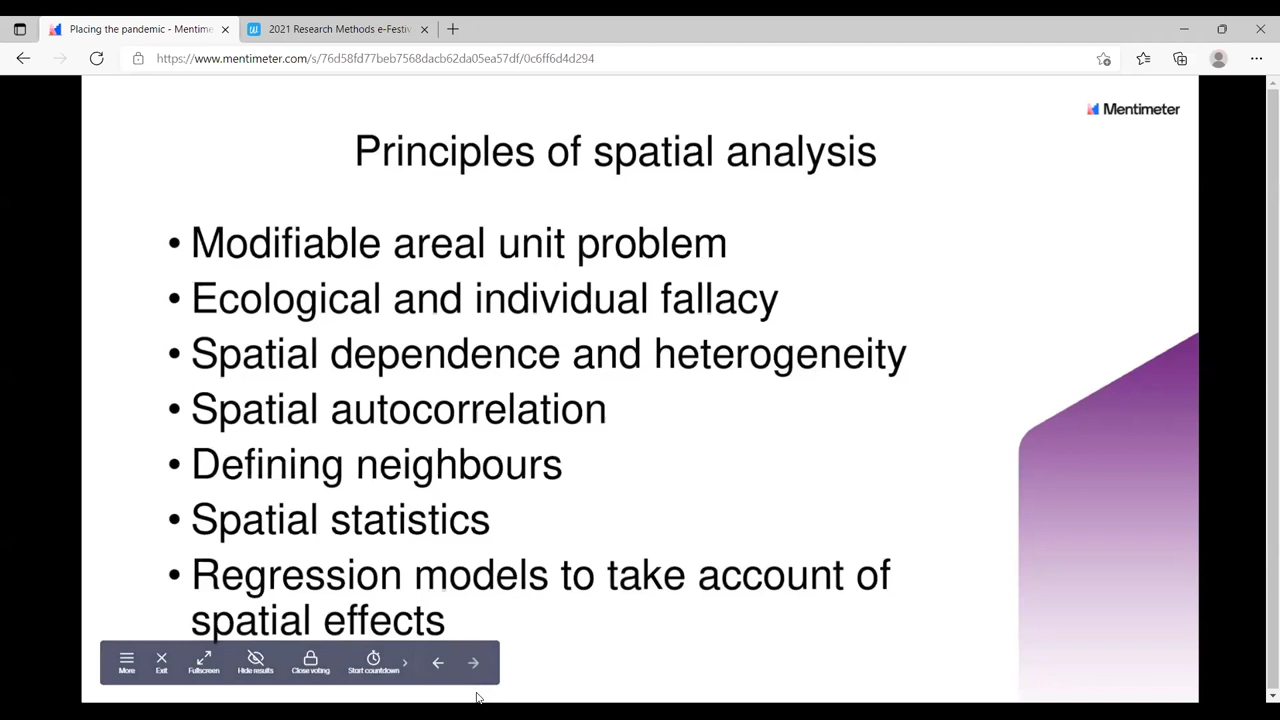 Placing the pandemic - Mentime
2021 Research Methods e-Festiv
https://www.mentimeter.com/s/76d58fd77beb7568dacb62da05ea57df/0c6ff6d4d294
Mentimeter
Principles of spatial analysis
• Modifiable areal unit problem
• Ecological and individual fallacy
• Spatial dependence and heterogeneity
• Spatial autocorrelation
• Defining neighbours
• Spatial statistics
• Regression models to take account of
spatial effects
More Exit Fullscreen Hide results Close voting Start countdown